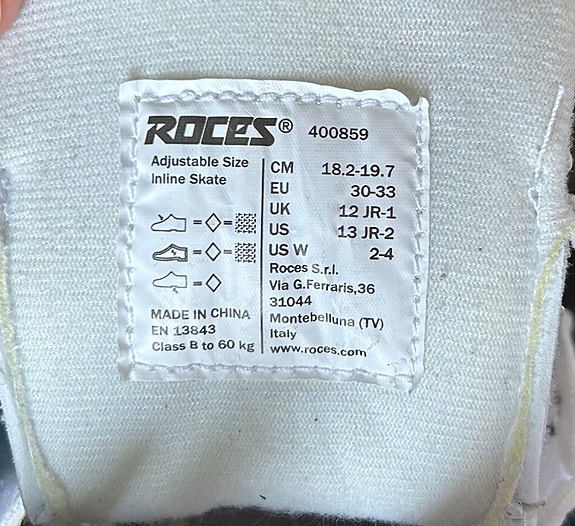 ROCES® 400859
Adjustable Size
Inline Skate
= =
= =
=
MADE IN CHINA
EN 13843
Class B to 60 kg
CM 18.2-19.7
EU 30-33
UK 12 JR-1
US 13 JR-2
US W 2-4
Roces S.r.l.
Via G.Ferraris,36
31044
Montebelluna (TV)
Italy
www.roces.com